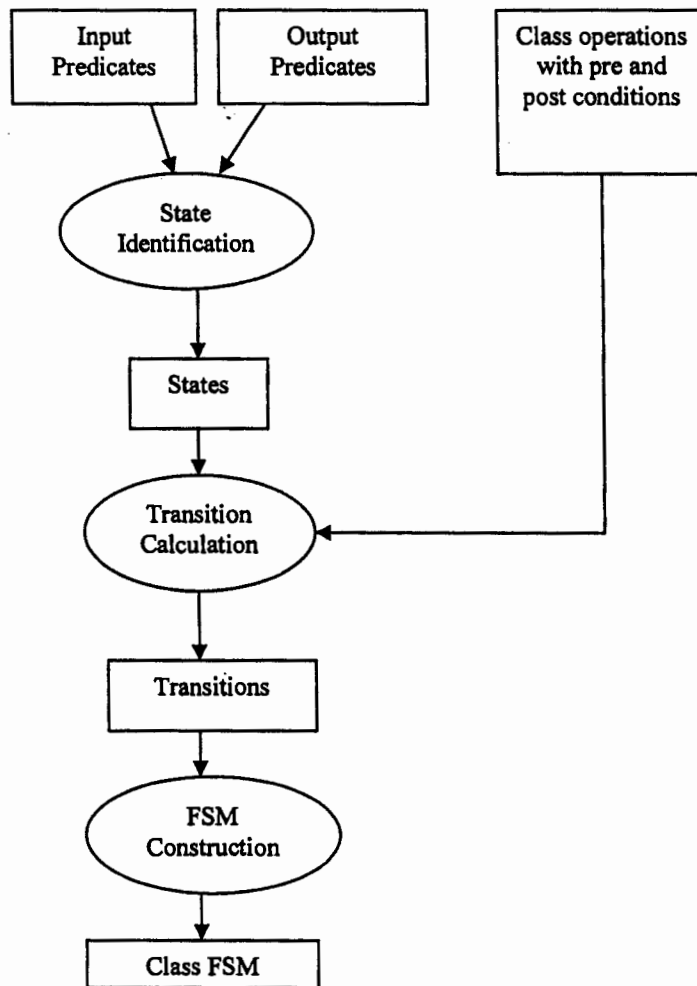 Input
Predicates
Output
Predicates
Class operations
with pre and
post conditions
State
Identification
States
Transition
Calculation
Transitions
FSM
Construction
Class FSM